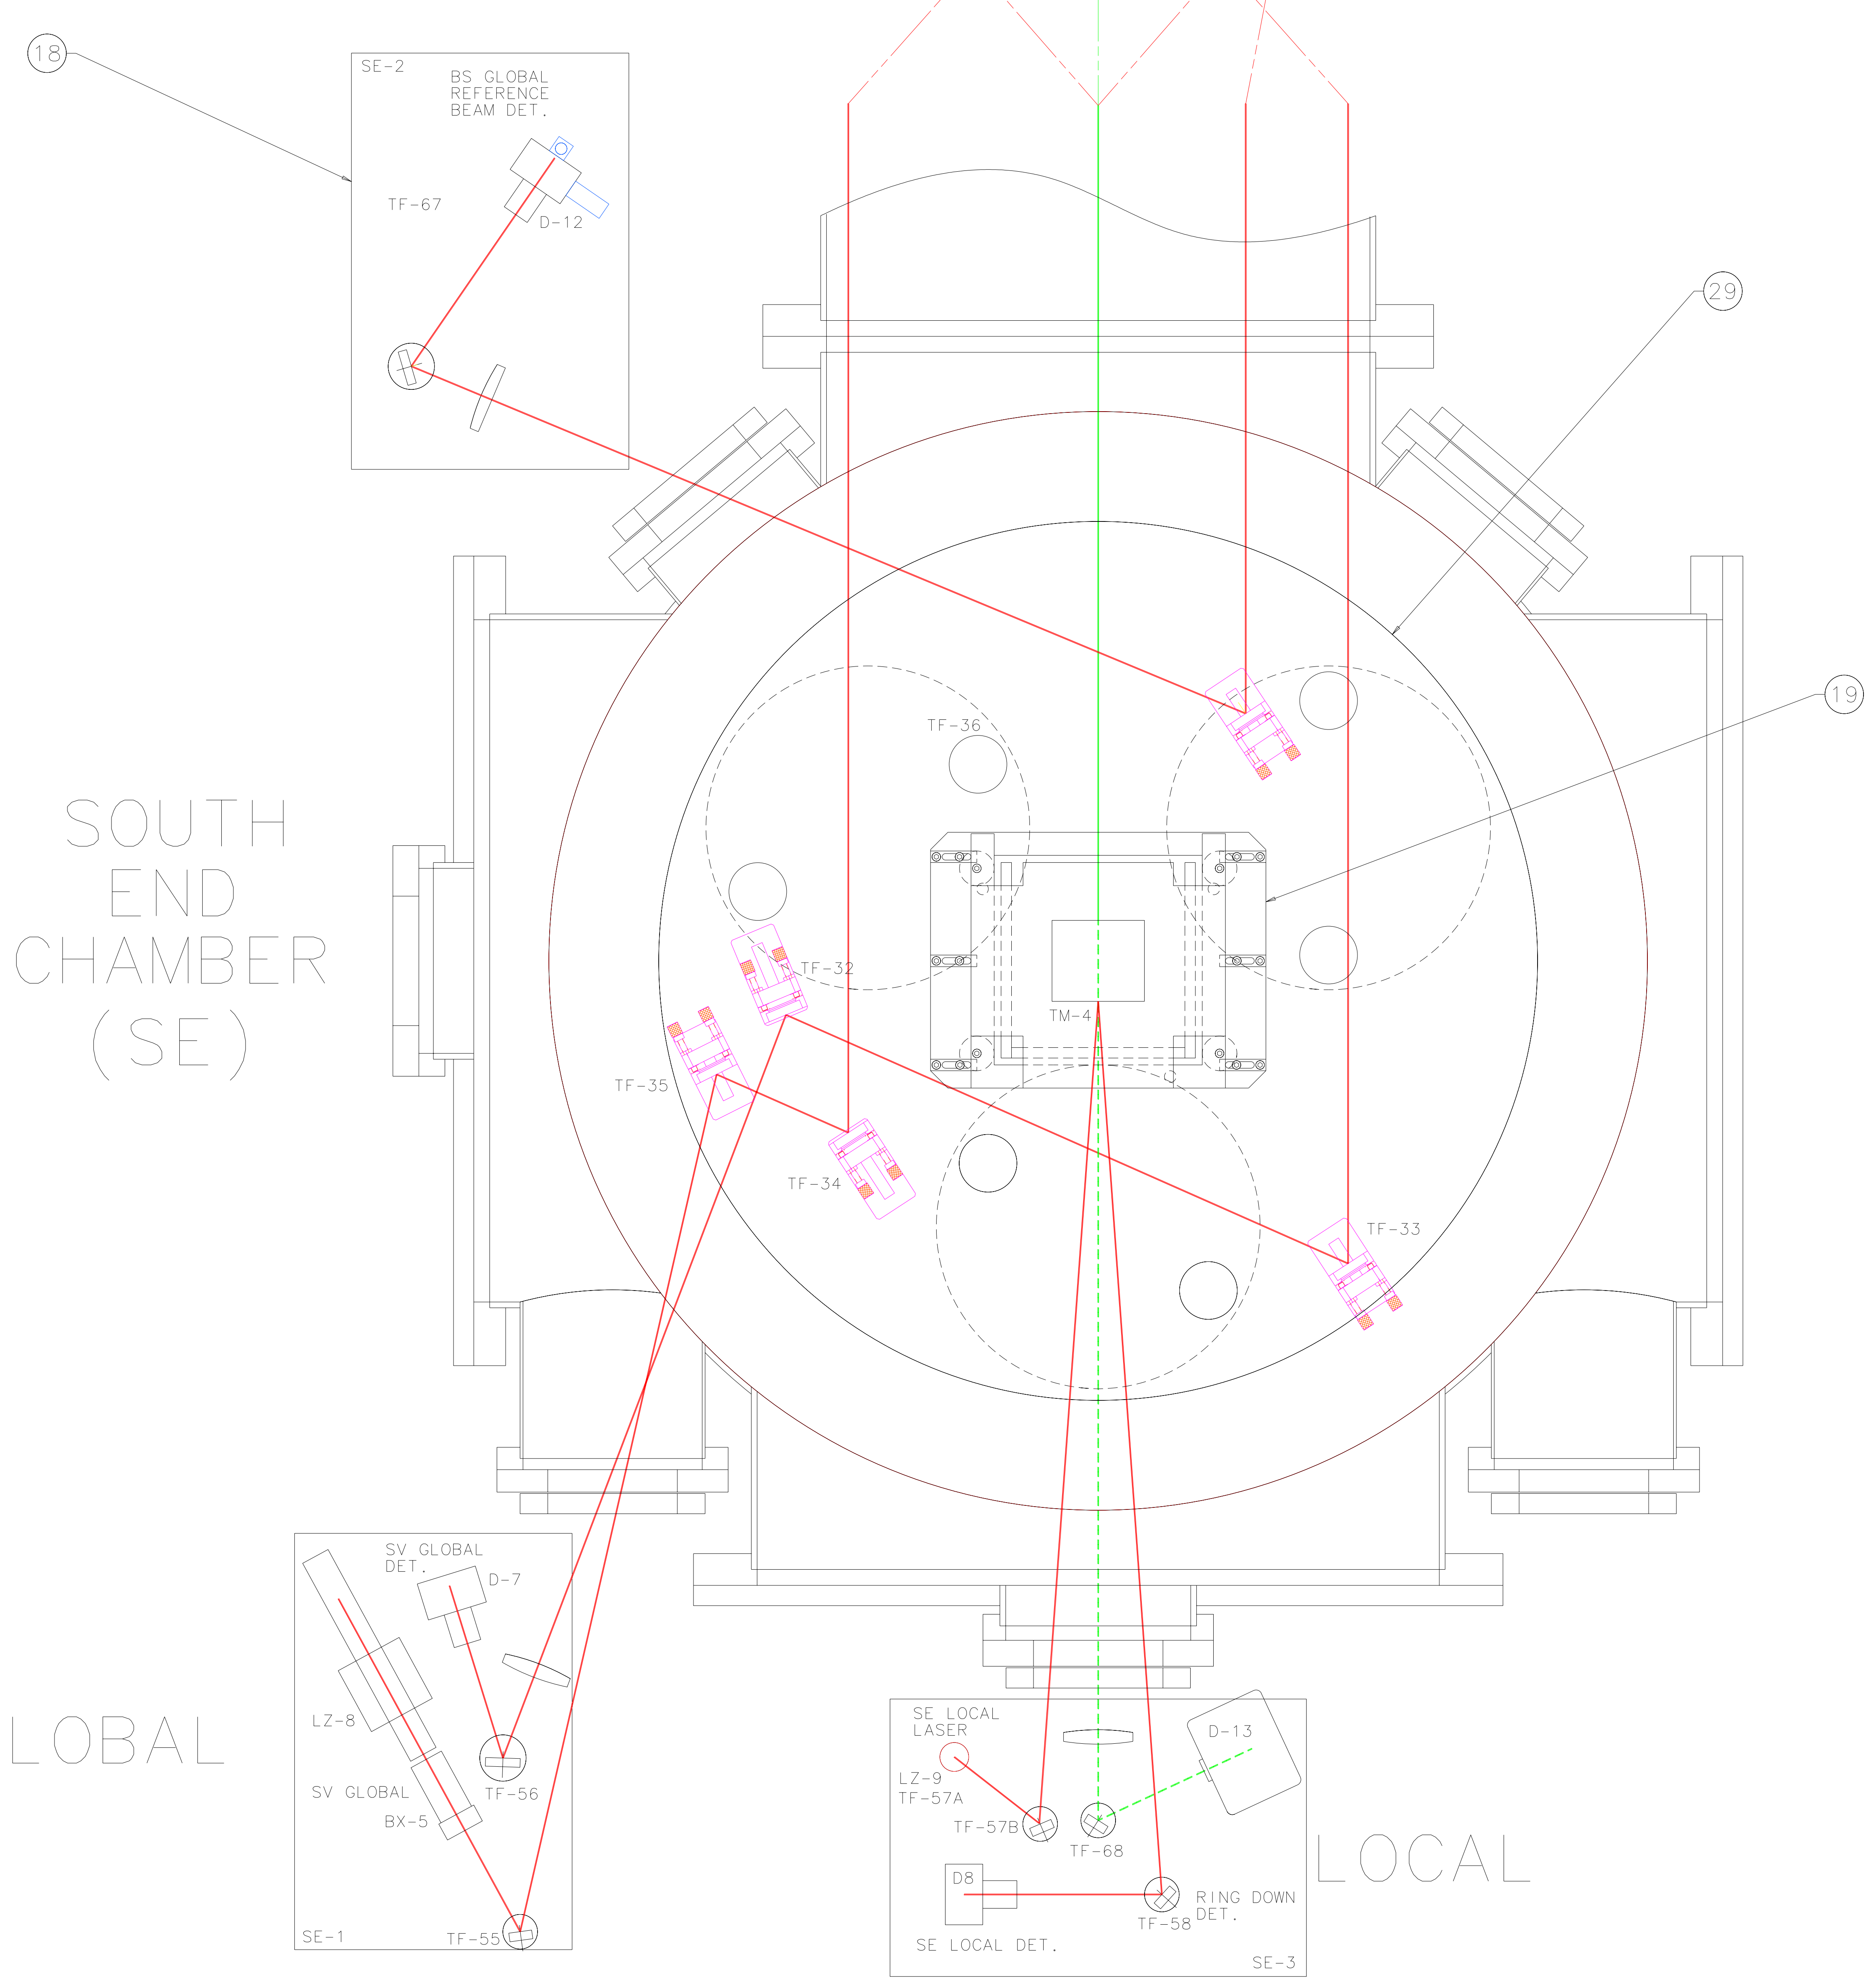 18
SE-2
BS GLOBAL
REFERENCE
BEAM DET.
TF-67
D-12
29
19
TF-36
SOUTH
END
CHAMBER
(SE)
TF-32
TM-4
TF-35
TF-34
TF-33
SV GLOBAL
DET.
D-7
LZ-8
LOBAL
SV GLOBAL
BX-5
TF-56
SE-1
TF-55
SE LOCAL
LASER
D-13
LZ-9
TF-57A
TF-57B
TF-68
LOCAL
D8
RING DOWN
DET.
TF-58
SE LOCAL DET.
SE-3